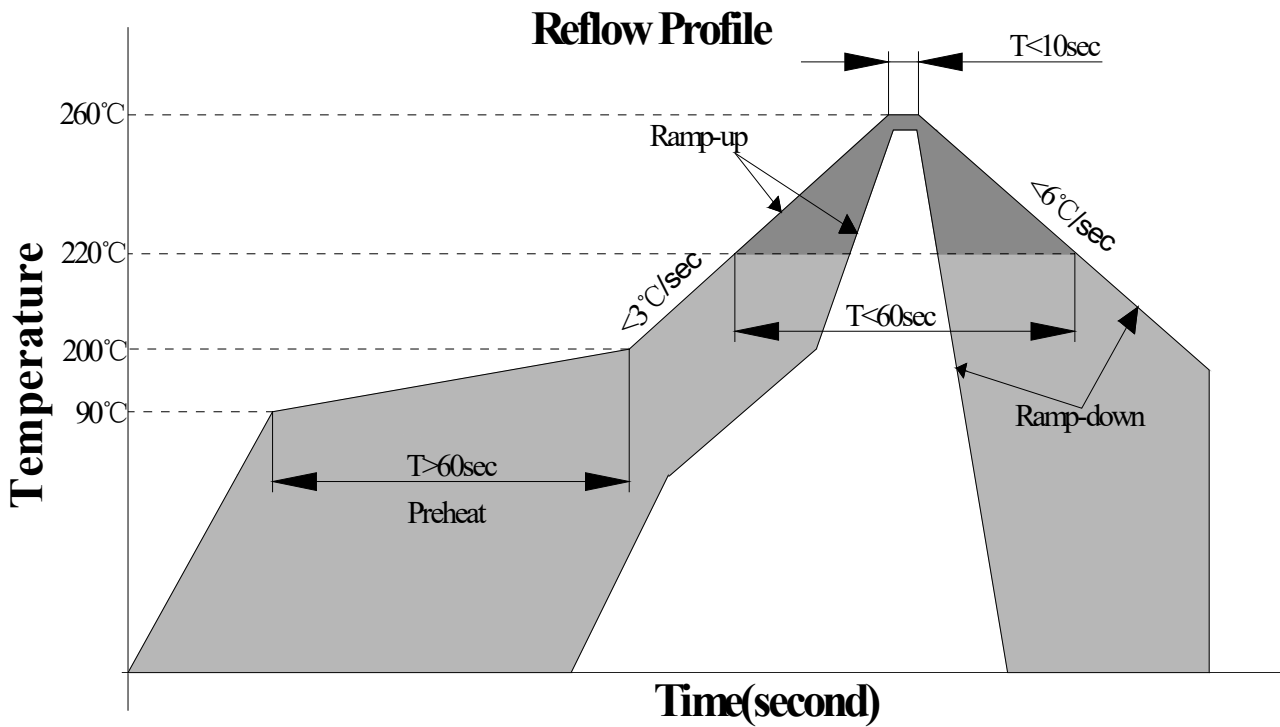 Reflow Profile
T<10sec
260℃
Ramp-up
<6℃/sec
220℃
<3℃/sec
T<60sec
200℃
90℃
Ramp-down
T>60sec
Preheat
Temperature
Time(second)